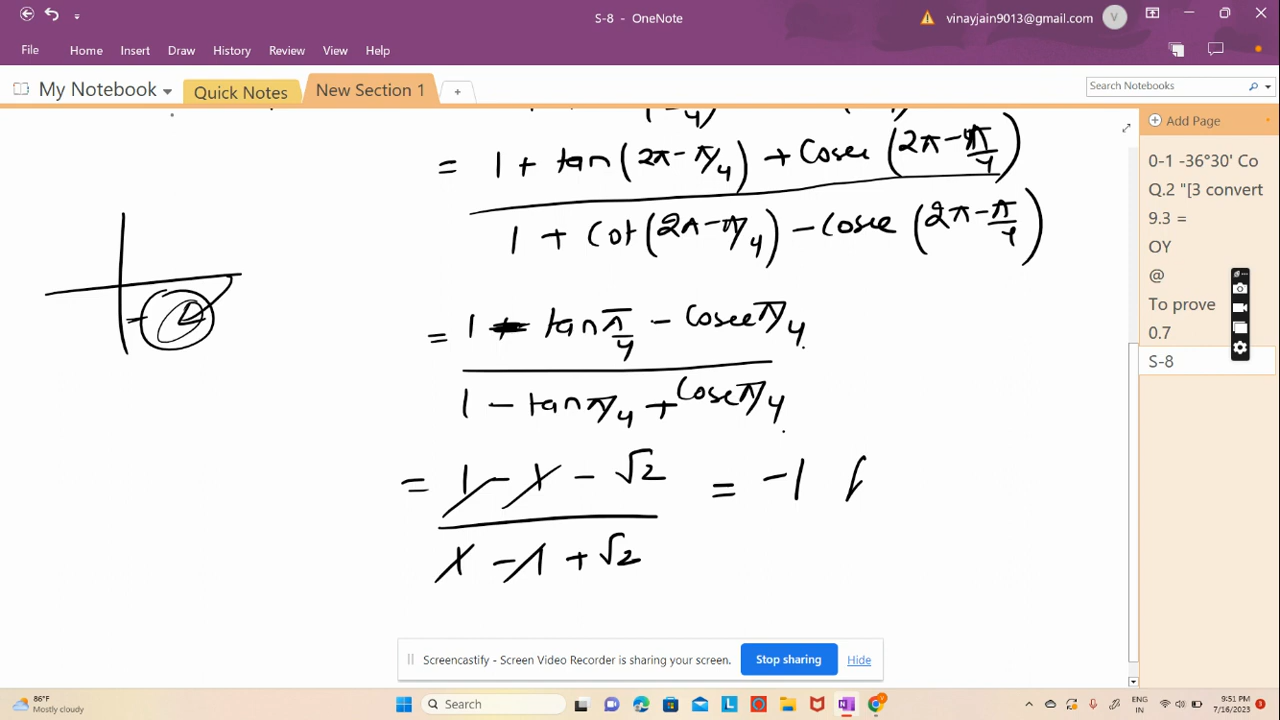 S-8 - OneNote
vinayjain9013@gmail.com
V
File Home Insert Draw History Review View Help
My Notebook Quick Notes New Section 1
Search Notebooks
Add Page
0-1 -36°30' Co
Q.2 "[3 convert
9.3 =
OY
@
To prove
0.7
S-8
= 1 + tan(2π-π/4) + Cosec (2π-π/4)
1 + Cot(2π-π/4) - Cosec (2π-π/4)
= 1 - tan π/4 - cosec π/4
1 - tan π/4 + Cosec π/4
= 1 - 1 - √2 = -1
1 - 1 + √2
Screencastify - Screen Video Recorder is sharing your screen. Stop sharing Hide
86°F
Mostly cloudy
Search
ENG
IN
9:51 PM
7/16/2023